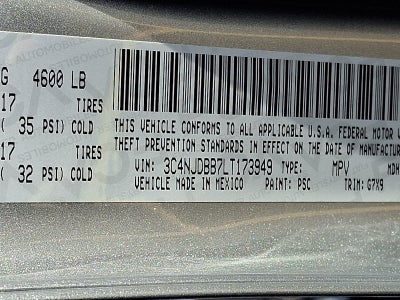 G 4600 LB
17 TIRES
( 35 PSI) COLD
17 TIRES
( 32 PSI) COLD
THIS VEHICLE CONFORMS TO ALL APPLICABLE U.S.A. FEDERAL MOTOR V
THEFT PREVENTION STANDARDS IN EFFECT ON THE DATE OF MANUFACTUR
VIN: 3C4NJDBB7LT173949 TYPE: MPV MDH
VEHICLE MADE IN MEXICO PAINT: PSC TRIM: G7X9